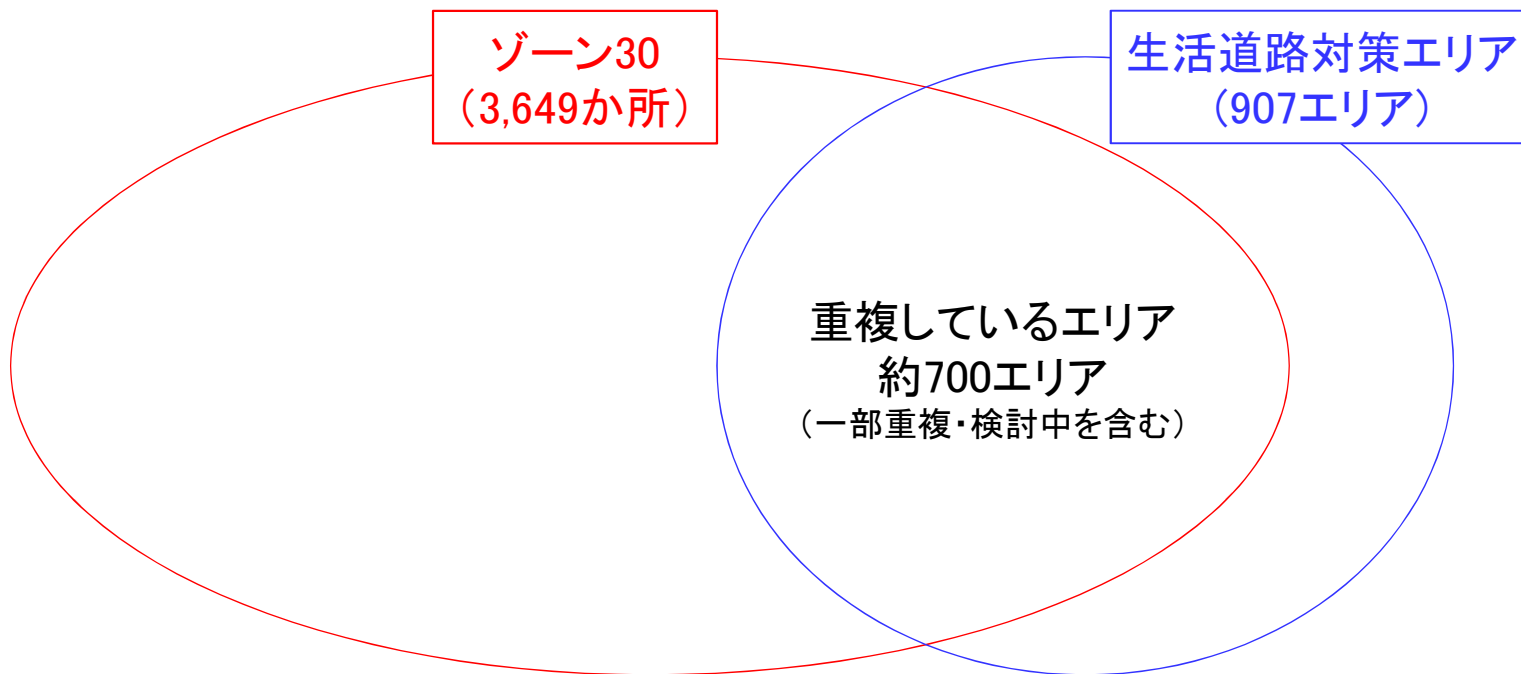 ゾーン30
（3,649か所）
生活道路対策エリア
（907エリア）
重複しているエリア
約700エリア
（一部重複・検討中を含む）